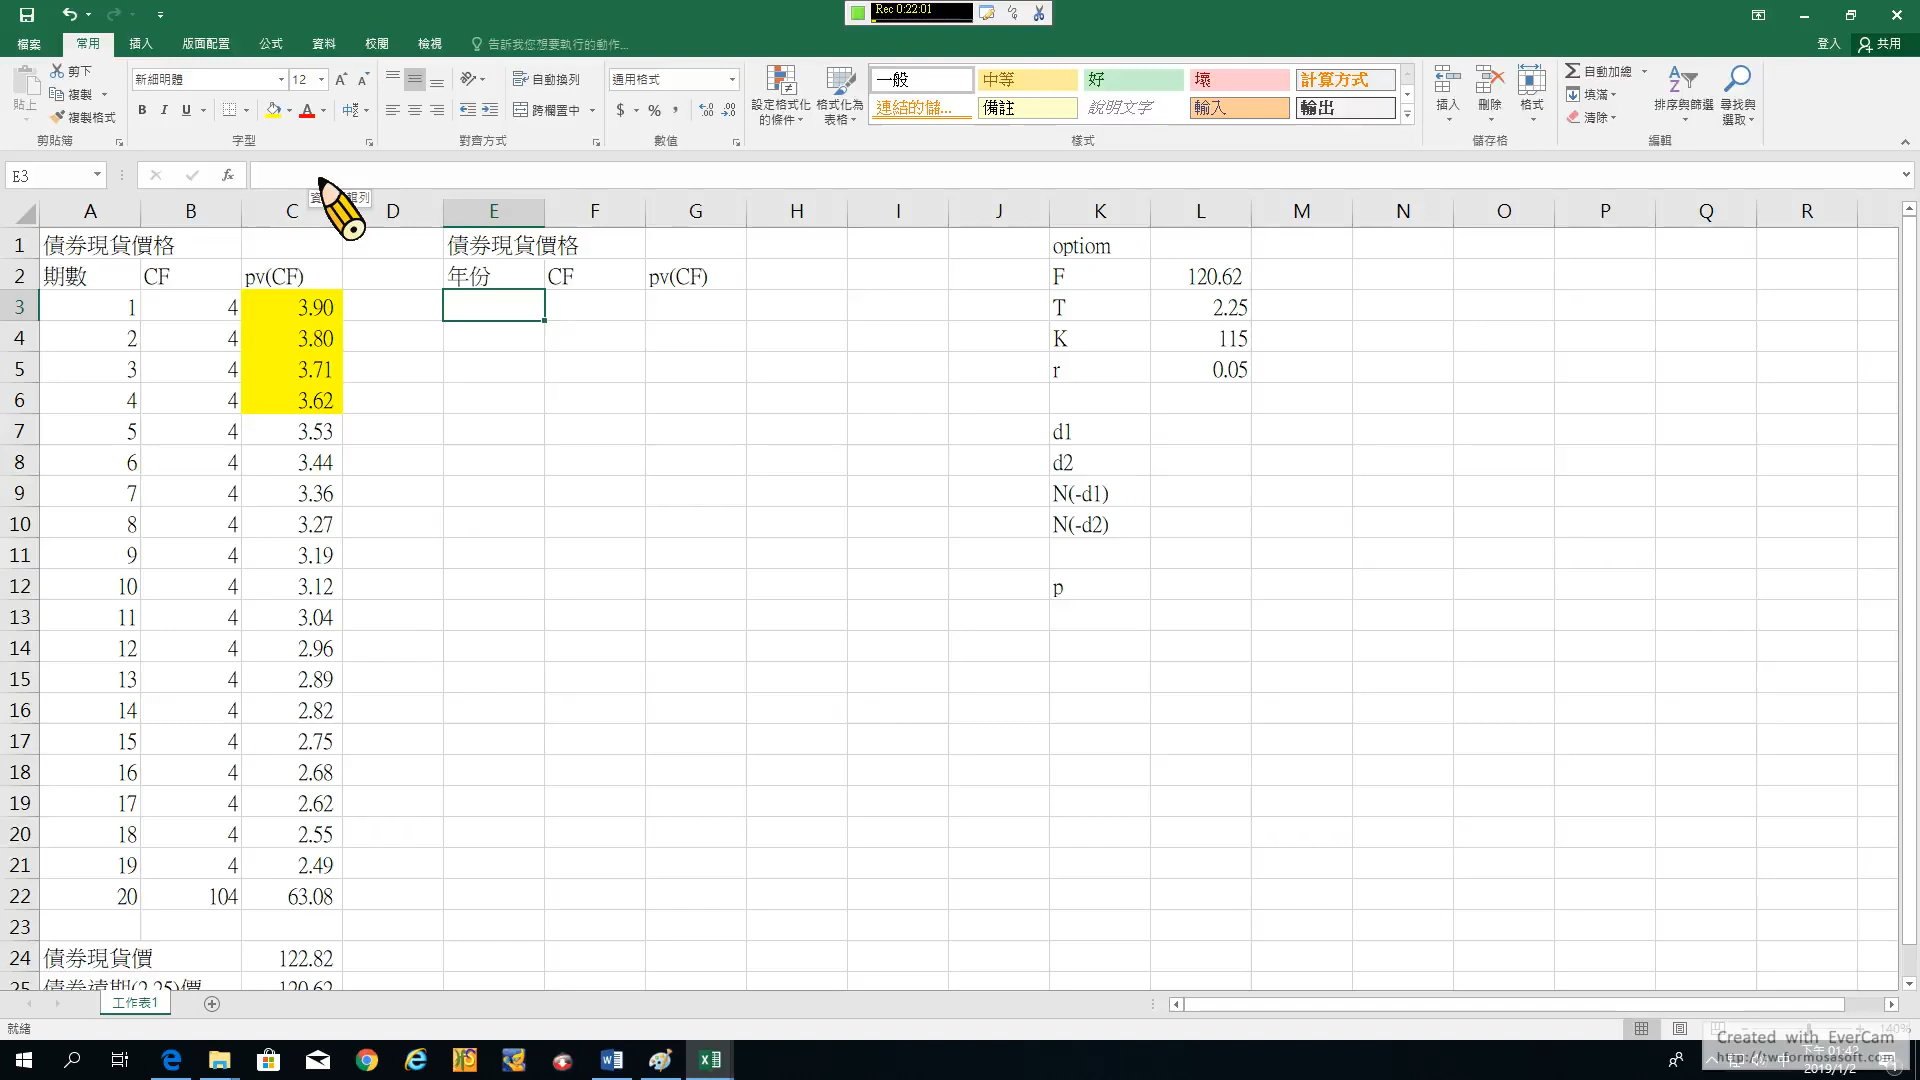 Rec 0:22:01
檔案 常用 插入 版面配置 公式 資料 校閱 檢視 告訴我您想要執行的動作... 登入 共用
貼上 剪下 複製 複製格式 剪貼簿
新細明體 12 B I U 字型
自動換列 跨欄置中 對齊方式
通用格式 $ % 數值
設定格式化的條件 格式化為表格
一般 中等 好 壞 計算方式
連結的儲... 備註 說明文字 輸入 輸出
樣式
插入 刪除 格式 儲存格
自動加總 填滿 清除 排序與篩選 尋找與選取 編輯
E3 fx
A B C D E F G H I J K L M N O P Q R
1 債券現貨價格 債券現貨價格 optiom
2 期數 CF pv(CF) 年份 CF pv(CF) F 120.62
3 1 4 3.90 T 2.25
4 2 4 3.80 K 115
5 3 4 3.71 r 0.05
6 4 4 3.62
7 5 4 3.53 d1
8 6 4 3.44 d2
9 7 4 3.36 N(-d1)
10 8 4 3.27 N(-d2)
11 9 4 3.19
12 10 4 3.12 p
13 11 4 3.04
14 12 4 2.96
15 13 4 2.89
16 14 4 2.82
17 15 4 2.75
18 16 4 2.68
19 17 4 2.62
20 18 4 2.55
21 19 4 2.49
22 20 104 63.08
23
24 債券現貨價 122.82
25 債券遠期(2.25)價 120.62
工作表1
就緒 140%
Created with EverCam
http://tw.formosasoft.com
下午 01:42
2019/1/2